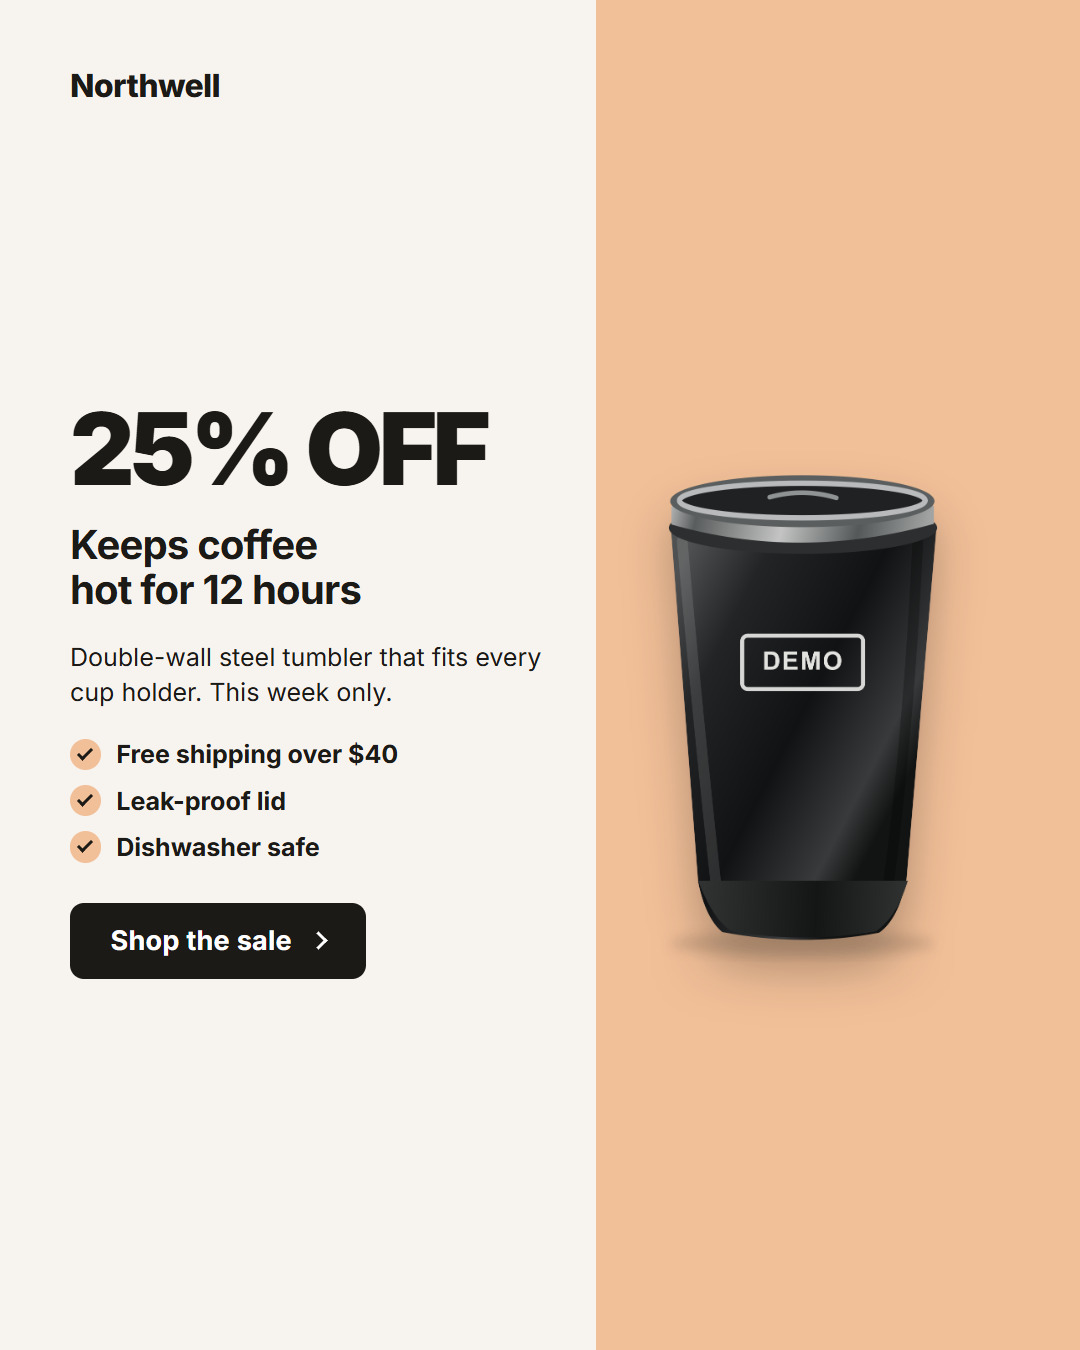 Northwell
25% OFF
Keeps coffee
hot for 12 hours
Double-wall steel tumbler that fits every
cup holder. This week only.
Free shipping over $40
Leak-proof lid
Dishwasher safe
Shop the sale
DEMO